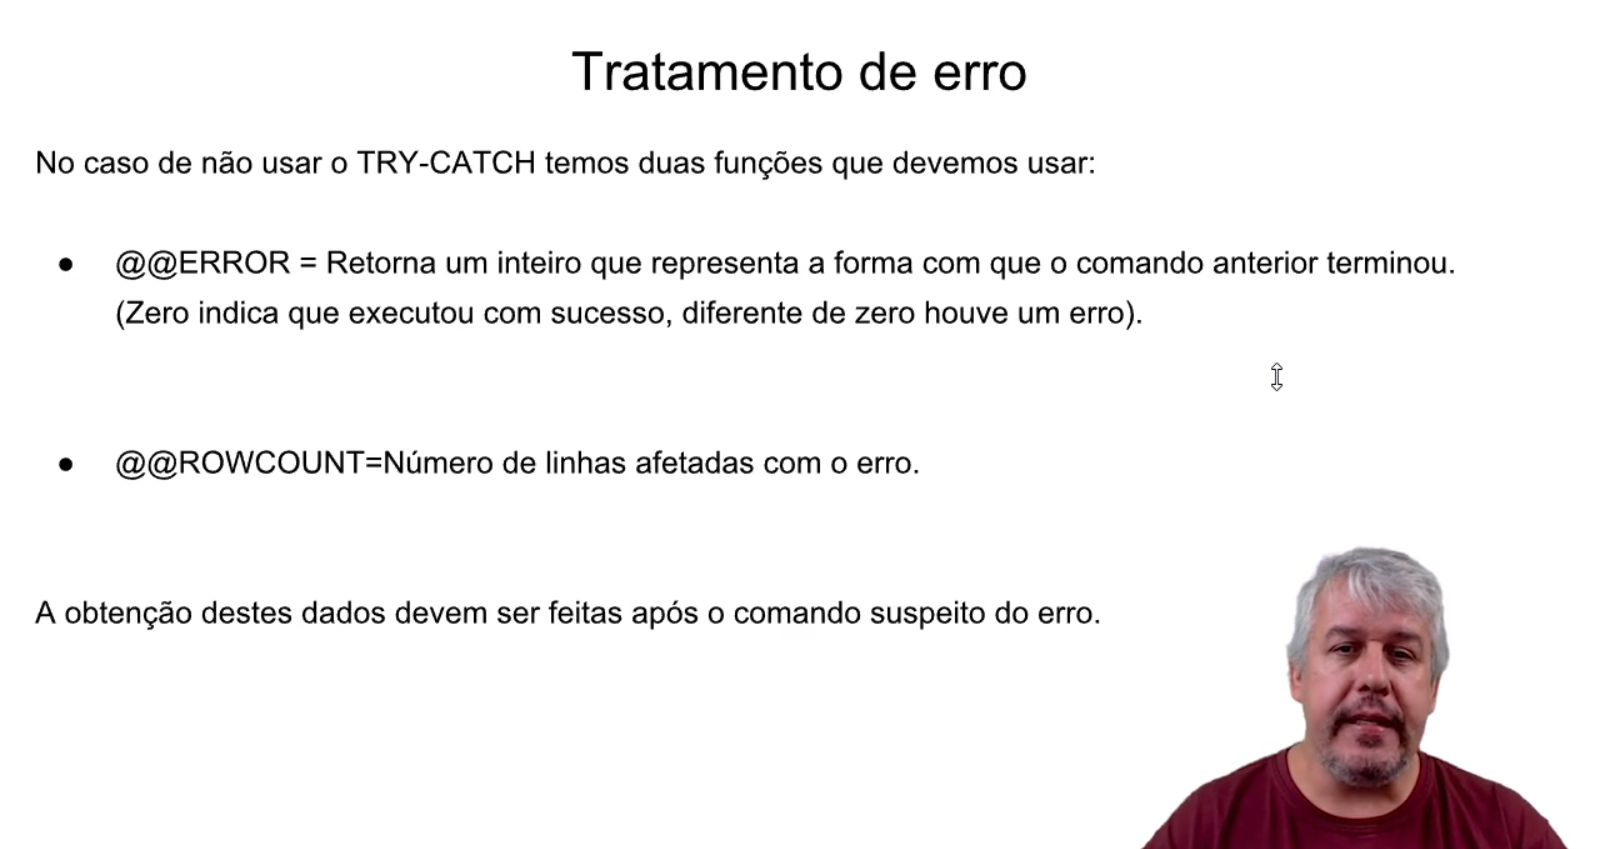 Tratamento de erro
No caso de não usar o TRY-CATCH temos duas funções que devemos usar:
● @@ERROR = Retorna um inteiro que representa a forma com que o comando anterior terminou.
(Zero indica que executou com sucesso, diferente de zero houve um erro).
● @@ROWCOUNT=Número de linhas afetadas com o erro.
A obtenção destes dados devem ser feitas após o comando suspeito do erro.